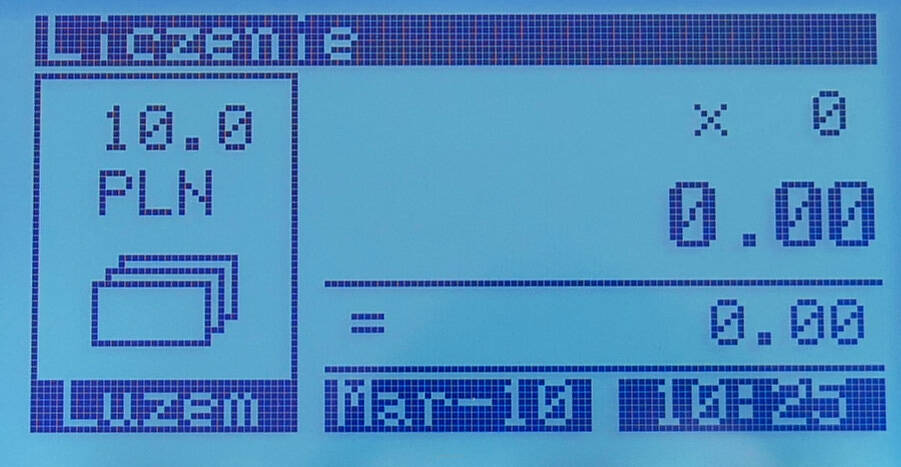 Liczenie
10.0
PLN
x 0
0.00
= 0.00
Luzem
Mar-10
10:25